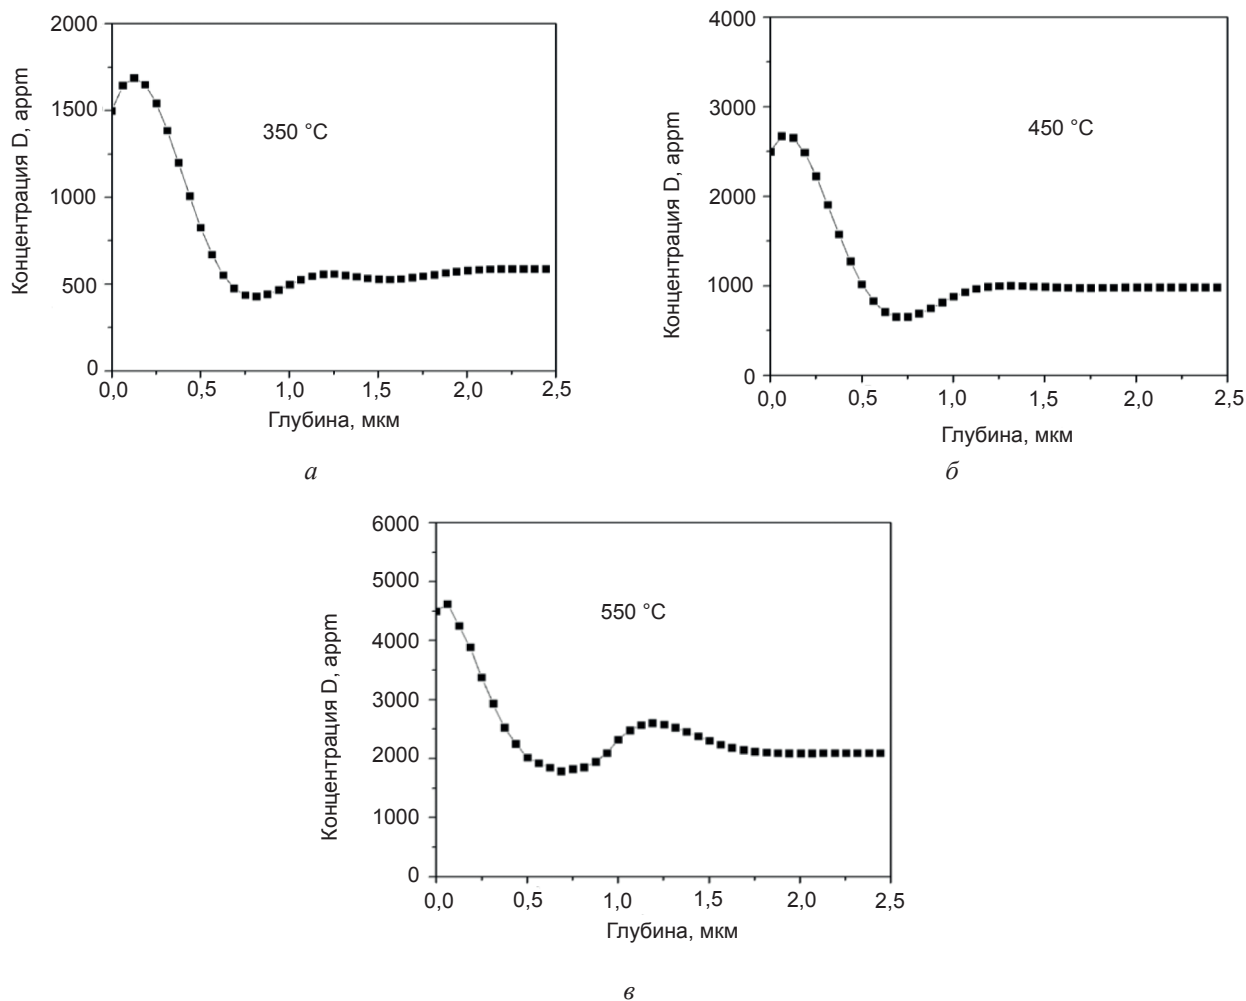 2000
1500
1000
500
0
Концентрация D, appm
350 °C
0,0 0,5 1,0 1,5 2,0 2,5
Глубина, мкм
а
4000
3000
2000
1000
0
Концентрация D, appm
450 °C
0,0 0,5 1,0 1,5 2,0 2,5
Глубина, мкм
б
6000
5000
4000
3000
2000
1000
0
Концентрация D, appm
550 °C
0,0 0,5 1,0 1,5 2,0 2,5
Глубина, мкм
в